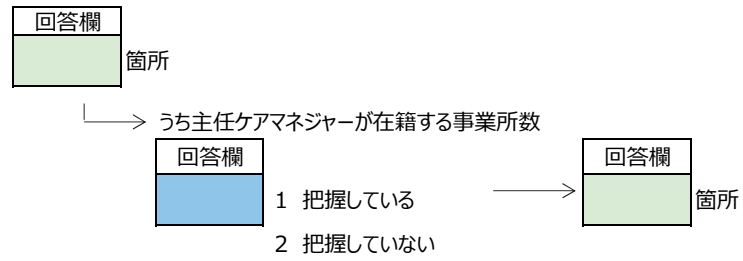 回答欄
箇所
うち主任ケアマネジャーが在籍する事業所数
回答欄 回答欄
1 把握している 箇所
2 把握していない